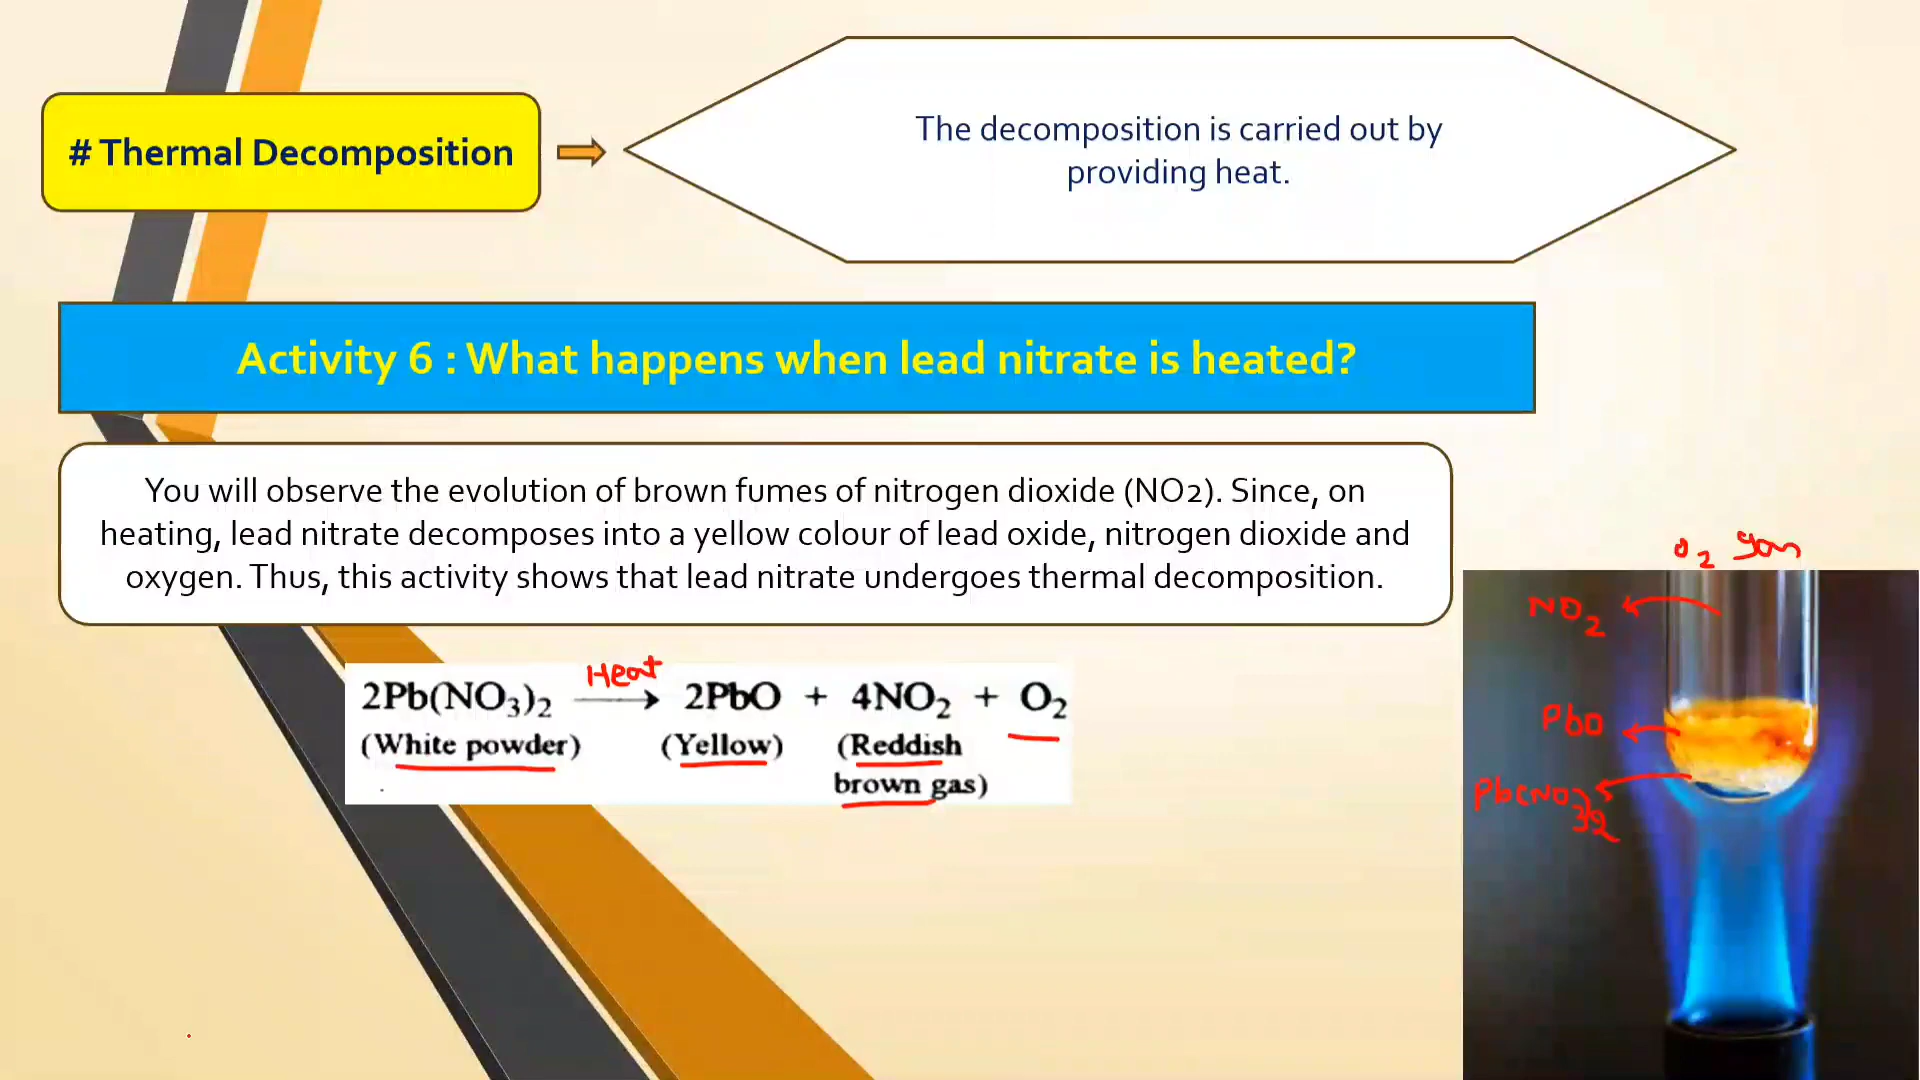 # Thermal Decomposition
The decomposition is carried out by
providing heat.
Activity 6 : What happens when lead nitrate is heated?
You will observe the evolution of brown fumes of nitrogen dioxide (NO2). Since, on
heating, lead nitrate decomposes into a yellow colour of lead oxide, nitrogen dioxide and
oxygen. Thus, this activity shows that lead nitrate undergoes thermal decomposition.
Heat
2Pb(NO₃)₂ ⟶ 2PbO + 4NO₂ + O₂
(White powder) (Yellow) (Reddish
brown gas)
O₂ gas
NO₂
PbO
Pb(NO₃)₂